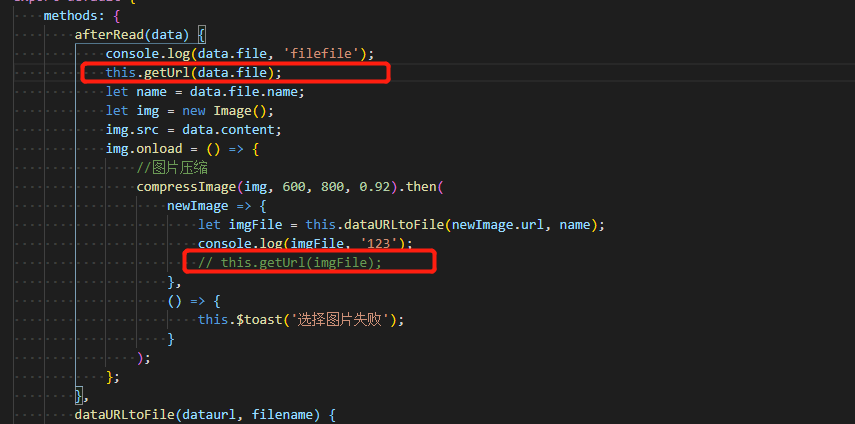 methods: {
afterRead(data) {
console.log(data.file, 'filefile');
this.getUrl(data.file);
let name = data.file.name;
let img = new Image();
img.src = data.content;
img.onload = () => {
//图片压缩
compressImage(img, 600, 800, 0.92).then(
newImage => {
let imgFile = this.dataURLtoFile(newImage.url, name);
console.log(imgFile, '123');
// this.getUrl(imgFile);
},
() => {
this.$toast('选择图片失败');
}
);
};
},
dataURLtoFile(dataurl, filename) {